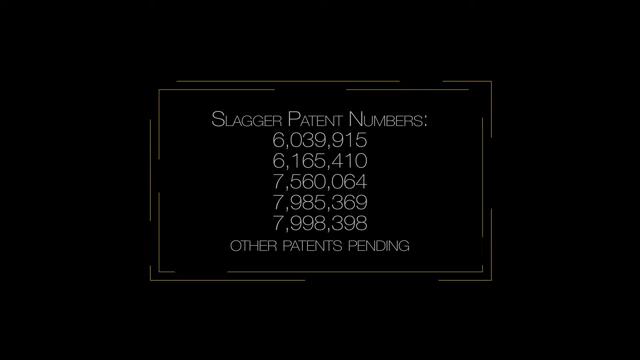 Slagger Patent Numbers:
6,039,915
6,165,410
7,560,064
7,985,369
7,998,398
OTHER PATENTS PENDING